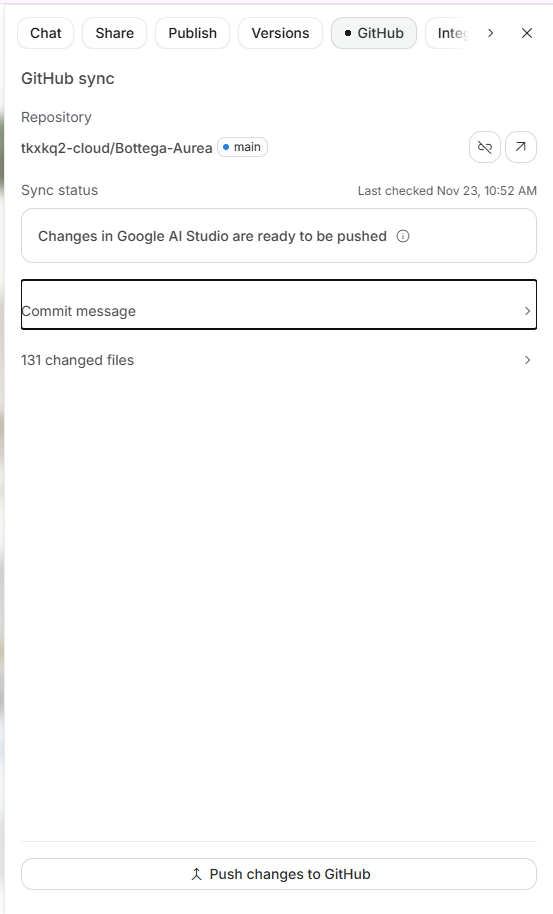 Chat Share Publish Versions GitHub Integ
GitHub sync
Repository
tkxkq2-cloud/Bottega-Aurea main
Sync status Last checked Nov 23, 10:52 AM
Changes in Google AI Studio are ready to be pushed
Commit message
131 changed files
Push changes to GitHub